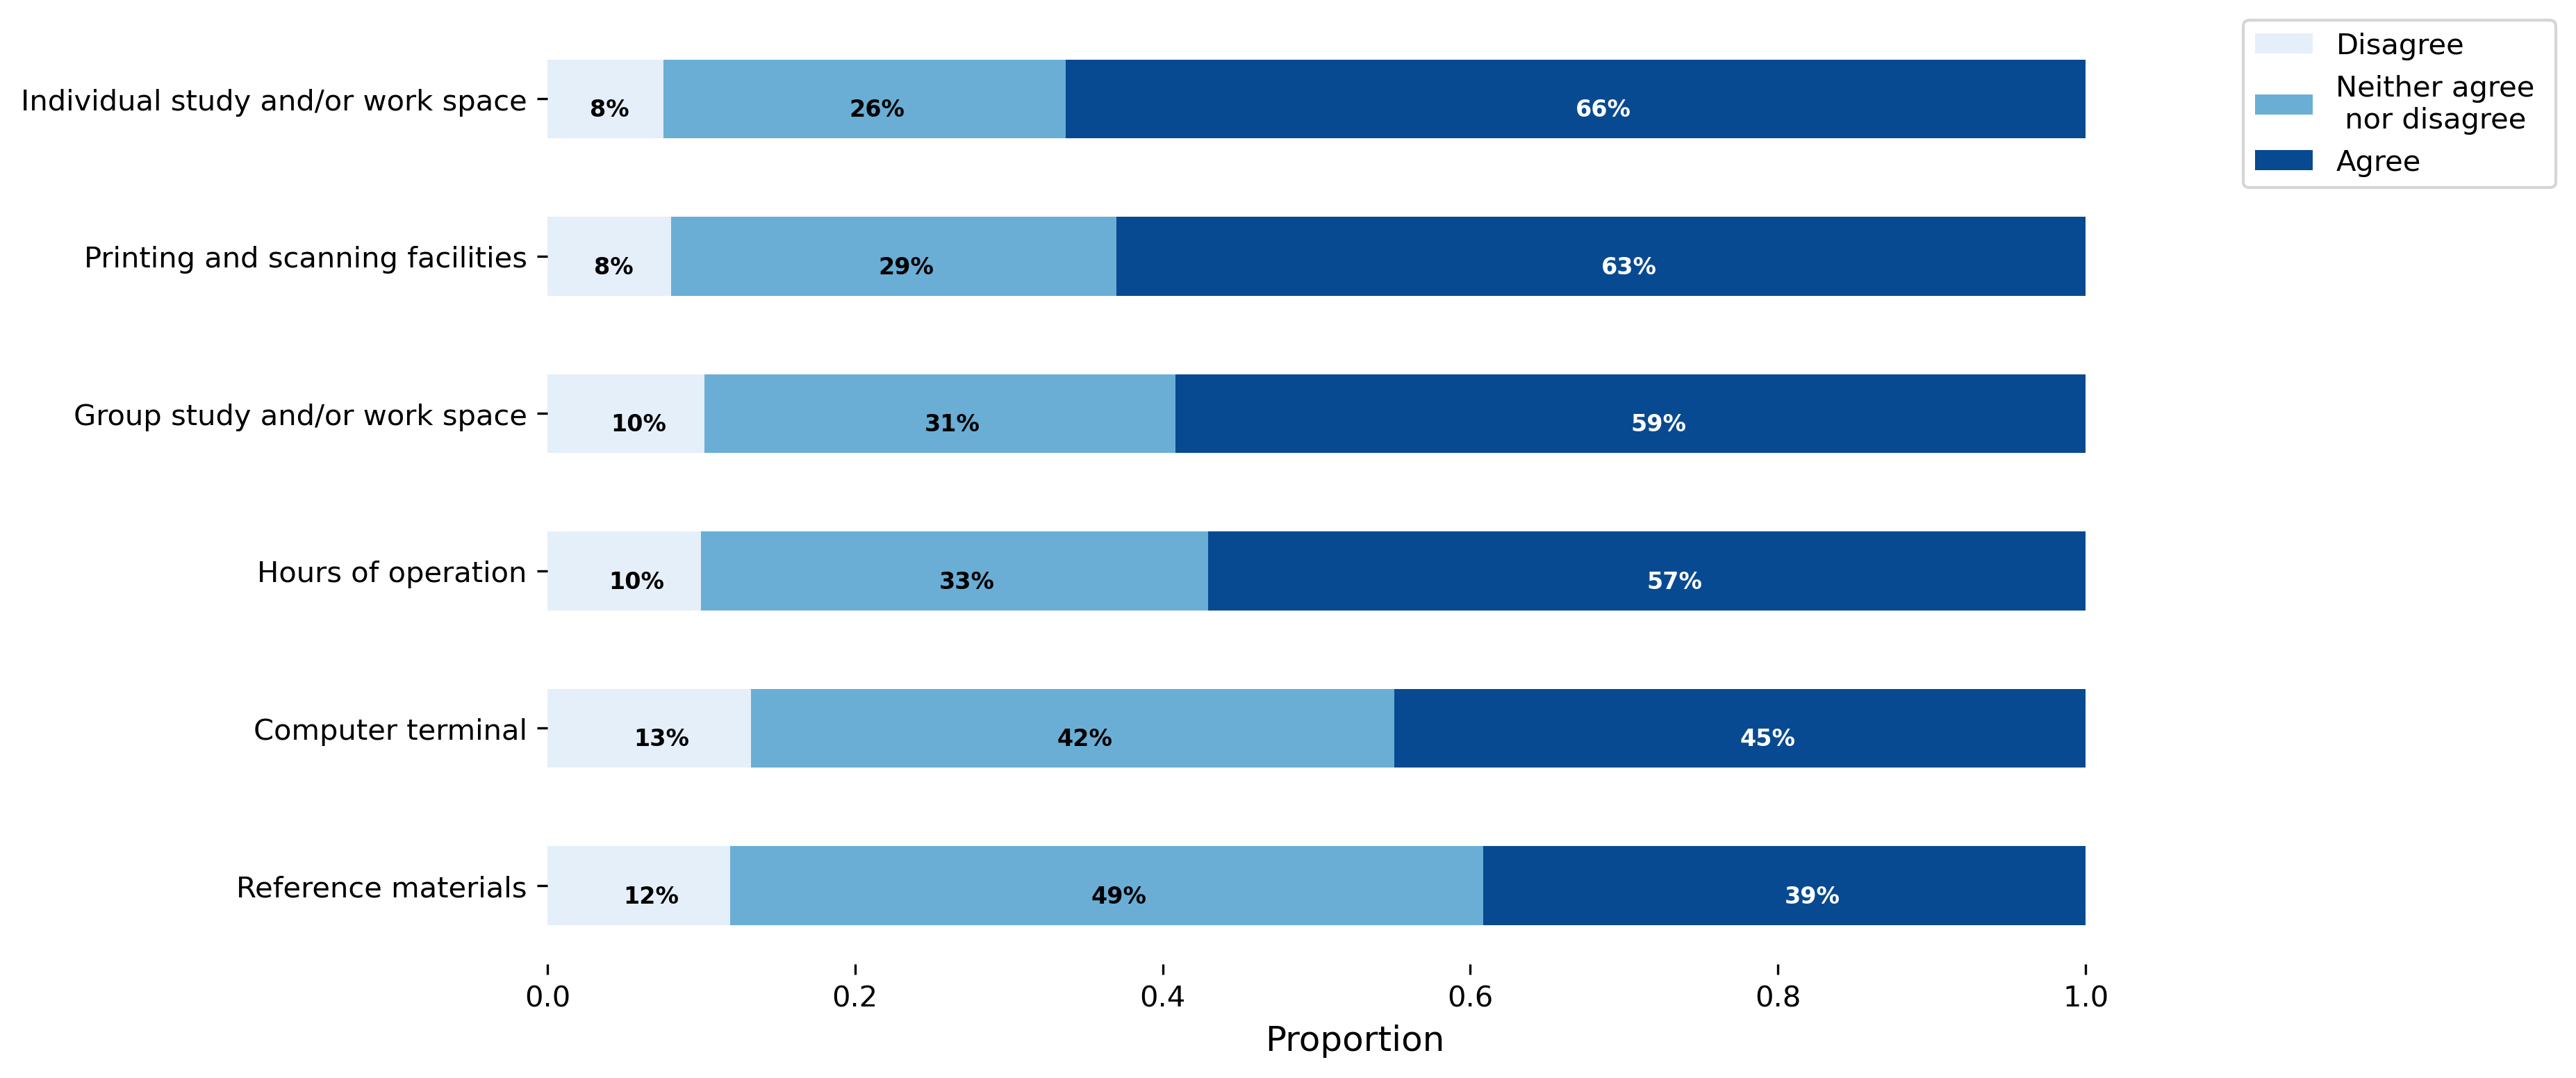 Disagree
Neither agree
nor disagree
Agree
Individual study and/or work space
8% 26% 66%
Printing and scanning facilities
8% 29% 63%
Group study and/or work space
10% 31% 59%
Hours of operation
10% 33% 57%
Computer terminal
13% 42% 45%
Reference materials
12% 49% 39%
0.0 0.2 0.4 0.6 0.8 1.0
Proportion